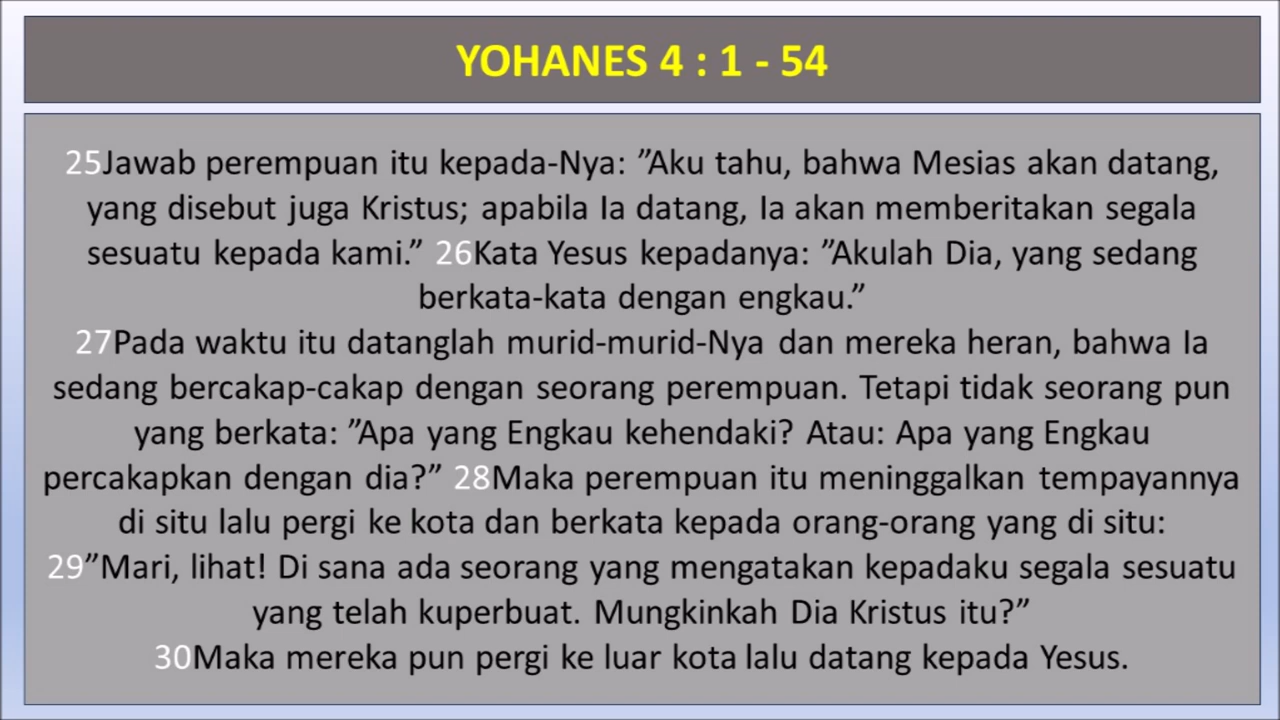 YOHANES 4 : 1 - 54
25Jawab perempuan itu kepada-Nya: ”Aku tahu, bahwa Mesias akan datang,
yang disebut juga Kristus; apabila Ia datang, Ia akan memberitakan segala
sesuatu kepada kami.” 26Kata Yesus kepadanya: ”Akulah Dia, yang sedang
berkata-kata dengan engkau.”
27Pada waktu itu datanglah murid-murid-Nya dan mereka heran, bahwa Ia
sedang bercakap-cakap dengan seorang perempuan. Tetapi tidak seorang pun
yang berkata: ”Apa yang Engkau kehendaki? Atau: Apa yang Engkau
percakapkan dengan dia?” 28Maka perempuan itu meninggalkan tempayannya
di situ lalu pergi ke kota dan berkata kepada orang-orang yang di situ:
29”Mari, lihat! Di sana ada seorang yang mengatakan kepadaku segala sesuatu
yang telah kuperbuat. Mungkinkah Dia Kristus itu?”
30Maka mereka pun pergi ke luar kota lalu datang kepada Yesus.